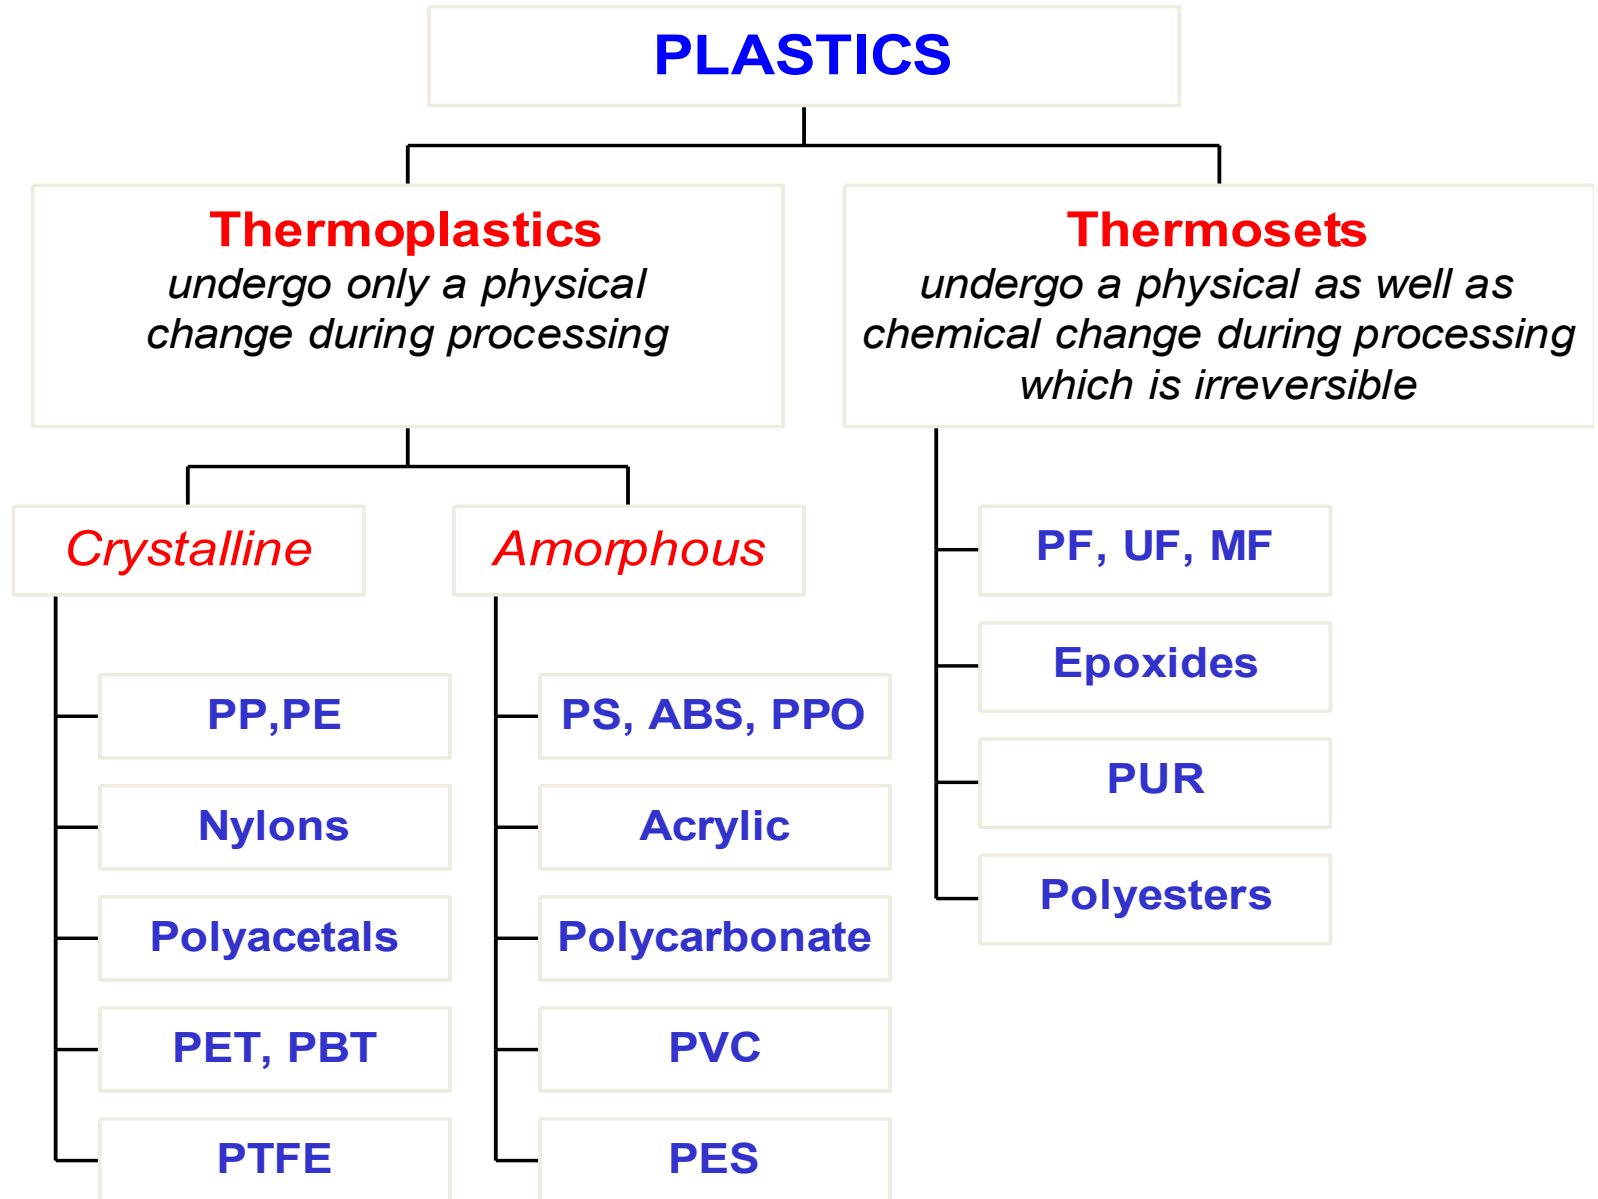 PLASTICS
Thermoplastics
undergo only a physical
change during processing
Thermosets
undergo a physical as well as
chemical change during processing
which is irreversible
Crystalline
PP,PE
Nylons
Polyacetals
PET, PBT
PTFE
Amorphous
PS, ABS, PPO
Acrylic
Polycarbonate
PVC
PES
PF, UF, MF
Epoxides
PUR
Polyesters